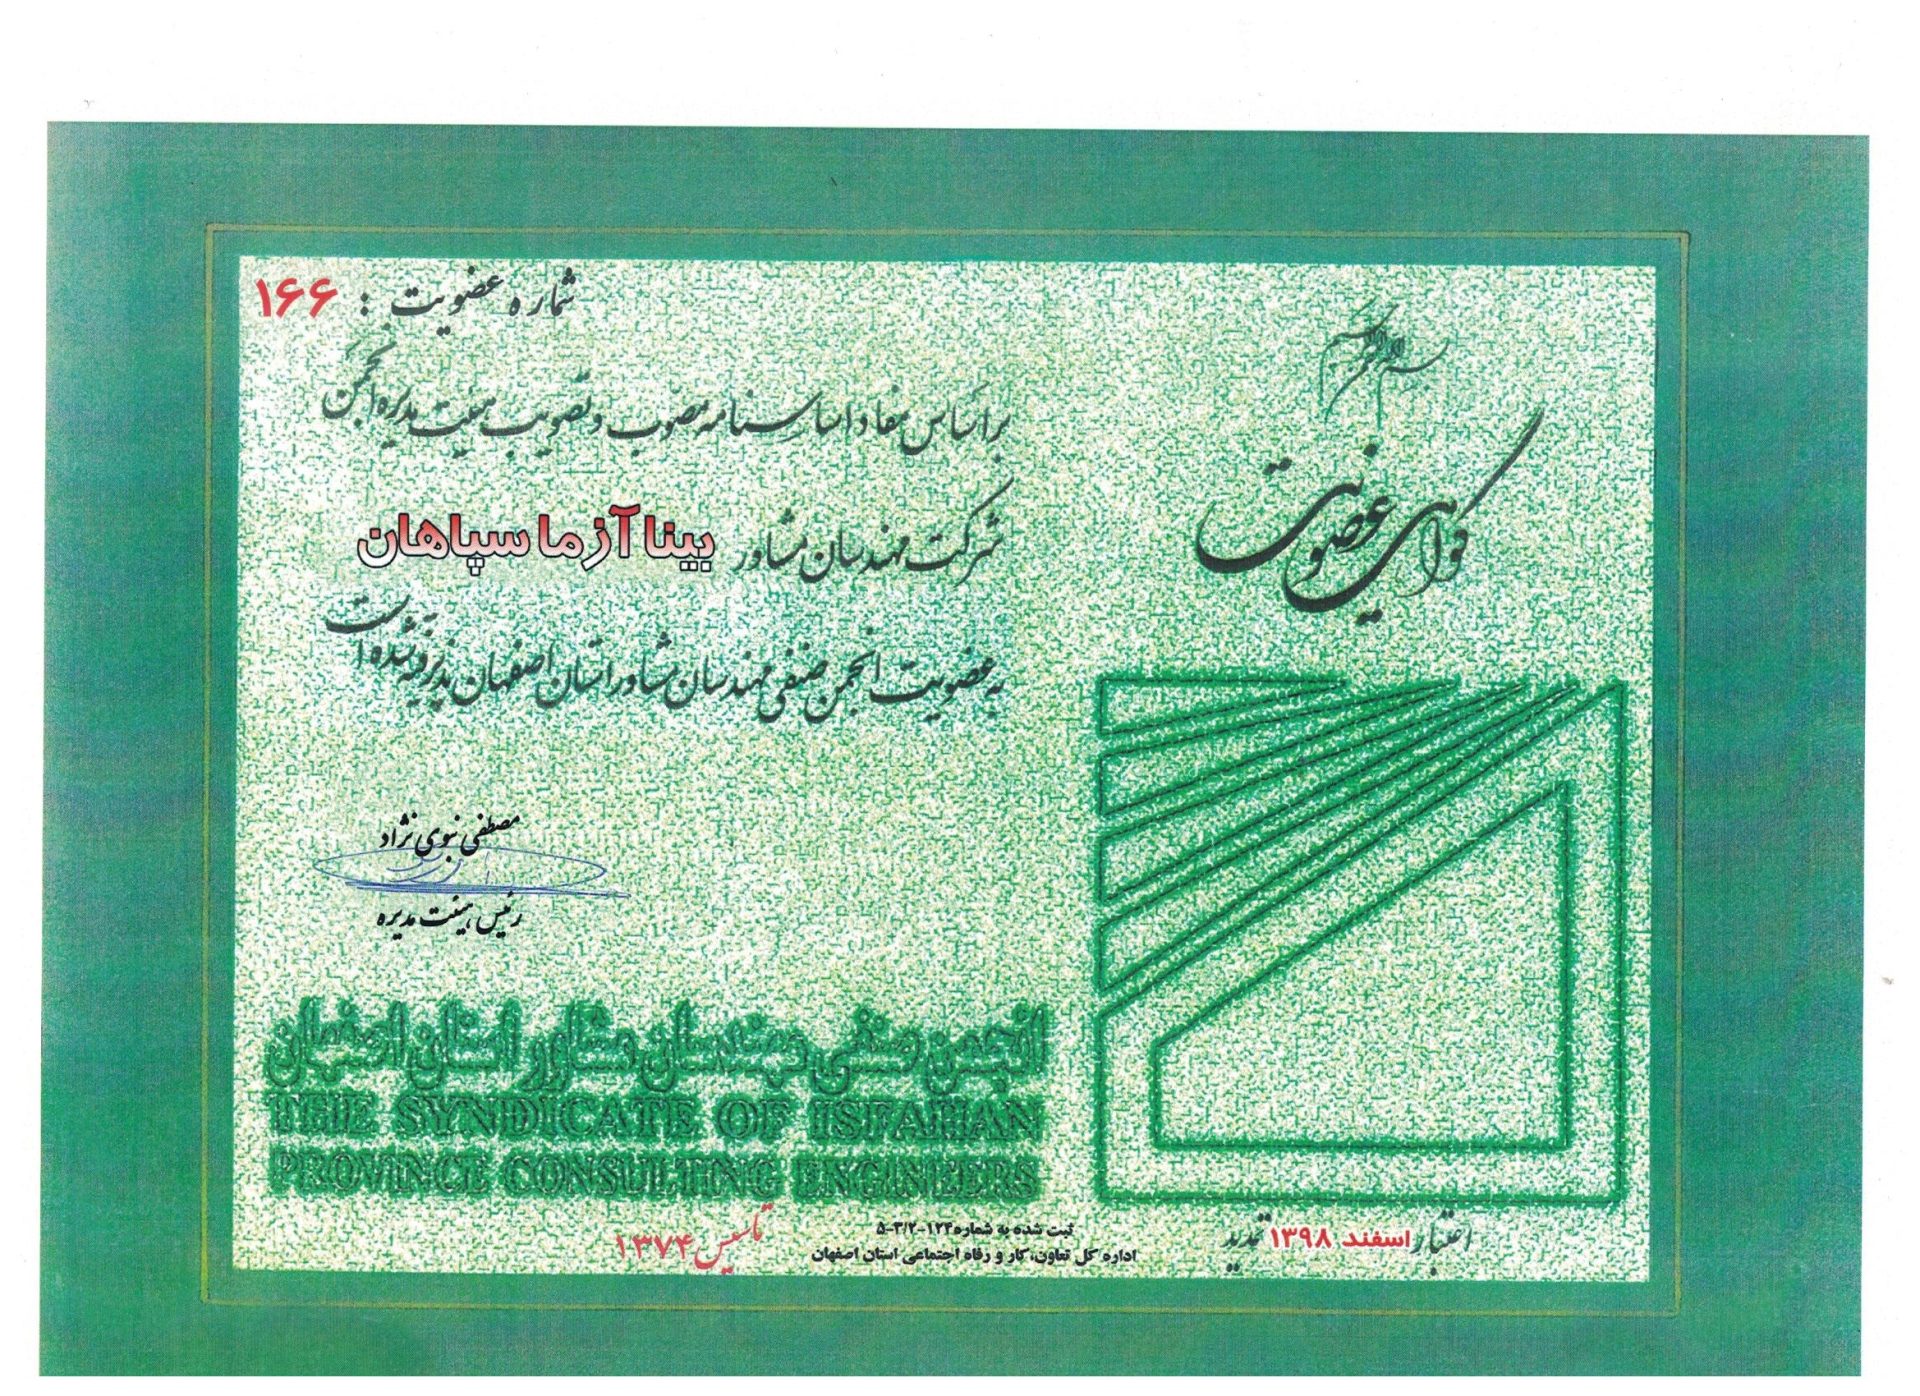 بسم الله الرحمن الرحیم
گواهی عضویت
شماره عضویت : ۱۶۶
بر اساس مفاد اساسنامه مصوب و تصویب هیئت مدیره انجمن
شرکت مهندسان مشاور بینا آزما سپاهان
به عضویت انجمن صنفی مهندسان مشاور استان اصفهان پذیرفته شده است
مصطفی نبوی نژاد
رئیس هیئت مدیره
انجمن صنفی مهندسان مشاور استان اصفهان
THE SYNDICATE OF ISFAHAN
PROVINCE CONSULTING ENGINEERS
تاسیس ۱۳۷۴
ثبت شده به شماره ۱۲۴-۳/۲-۵
اداره کل تعاون، کار و رفاه اجتماعی استان اصفهان
اعتبار اسفند ۱۳۹۸ تمدید